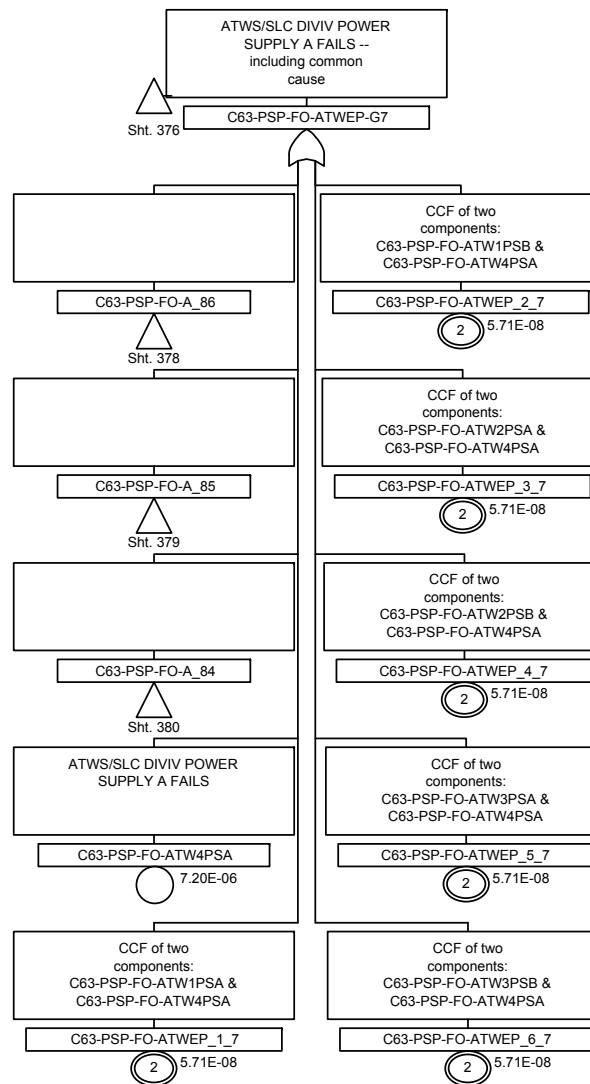 ATWS/SLC DIVIV POWER
SUPPLY A FAILS --
including common
cause
Sht. 376
C63-PSP-FO-ATWEP-G7
C63-PSP-FO-A_86
Sht. 378
CCF of two
components:
C63-PSP-FO-ATW1PSB &
C63-PSP-FO-ATW4PSA
C63-PSP-FO-ATWEP_2_7
2
5.71E-08
C63-PSP-FO-A_85
Sht. 379
CCF of two
components:
C63-PSP-FO-ATW2PSA &
C63-PSP-FO-ATW4PSA
C63-PSP-FO-ATWEP_3_7
2
5.71E-08
C63-PSP-FO-A_84
Sht. 380
CCF of two
components:
C63-PSP-FO-ATW2PSB &
C63-PSP-FO-ATW4PSA
C63-PSP-FO-ATWEP_4_7
2
5.71E-08
ATWS/SLC DIVIV POWER
SUPPLY A FAILS
C63-PSP-FO-ATW4PSA
7.20E-06
CCF of two
components:
C63-PSP-FO-ATW3PSA &
C63-PSP-FO-ATW4PSA
C63-PSP-FO-ATWEP_5_7
2
5.71E-08
CCF of two
components:
C63-PSP-FO-ATW1PSA &
C63-PSP-FO-ATW4PSA
C63-PSP-FO-ATWEP_1_7
2
5.71E-08
CCF of two
components:
C63-PSP-FO-ATW3PSB &
C63-PSP-FO-ATW4PSA
C63-PSP-FO-ATWEP_6_7
2
5.71E-08